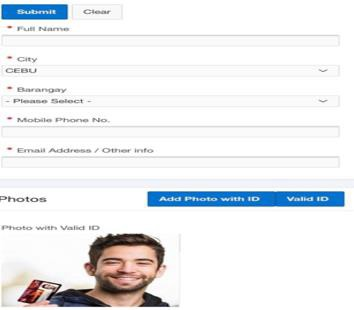 Submit Clear
* Full Name
* City
CEBU
* Barangay
- Please Select -
* Mobile Phone No.
* Email Address / Other info
Photos Add Photo with ID Valid ID
Photo with Valid ID